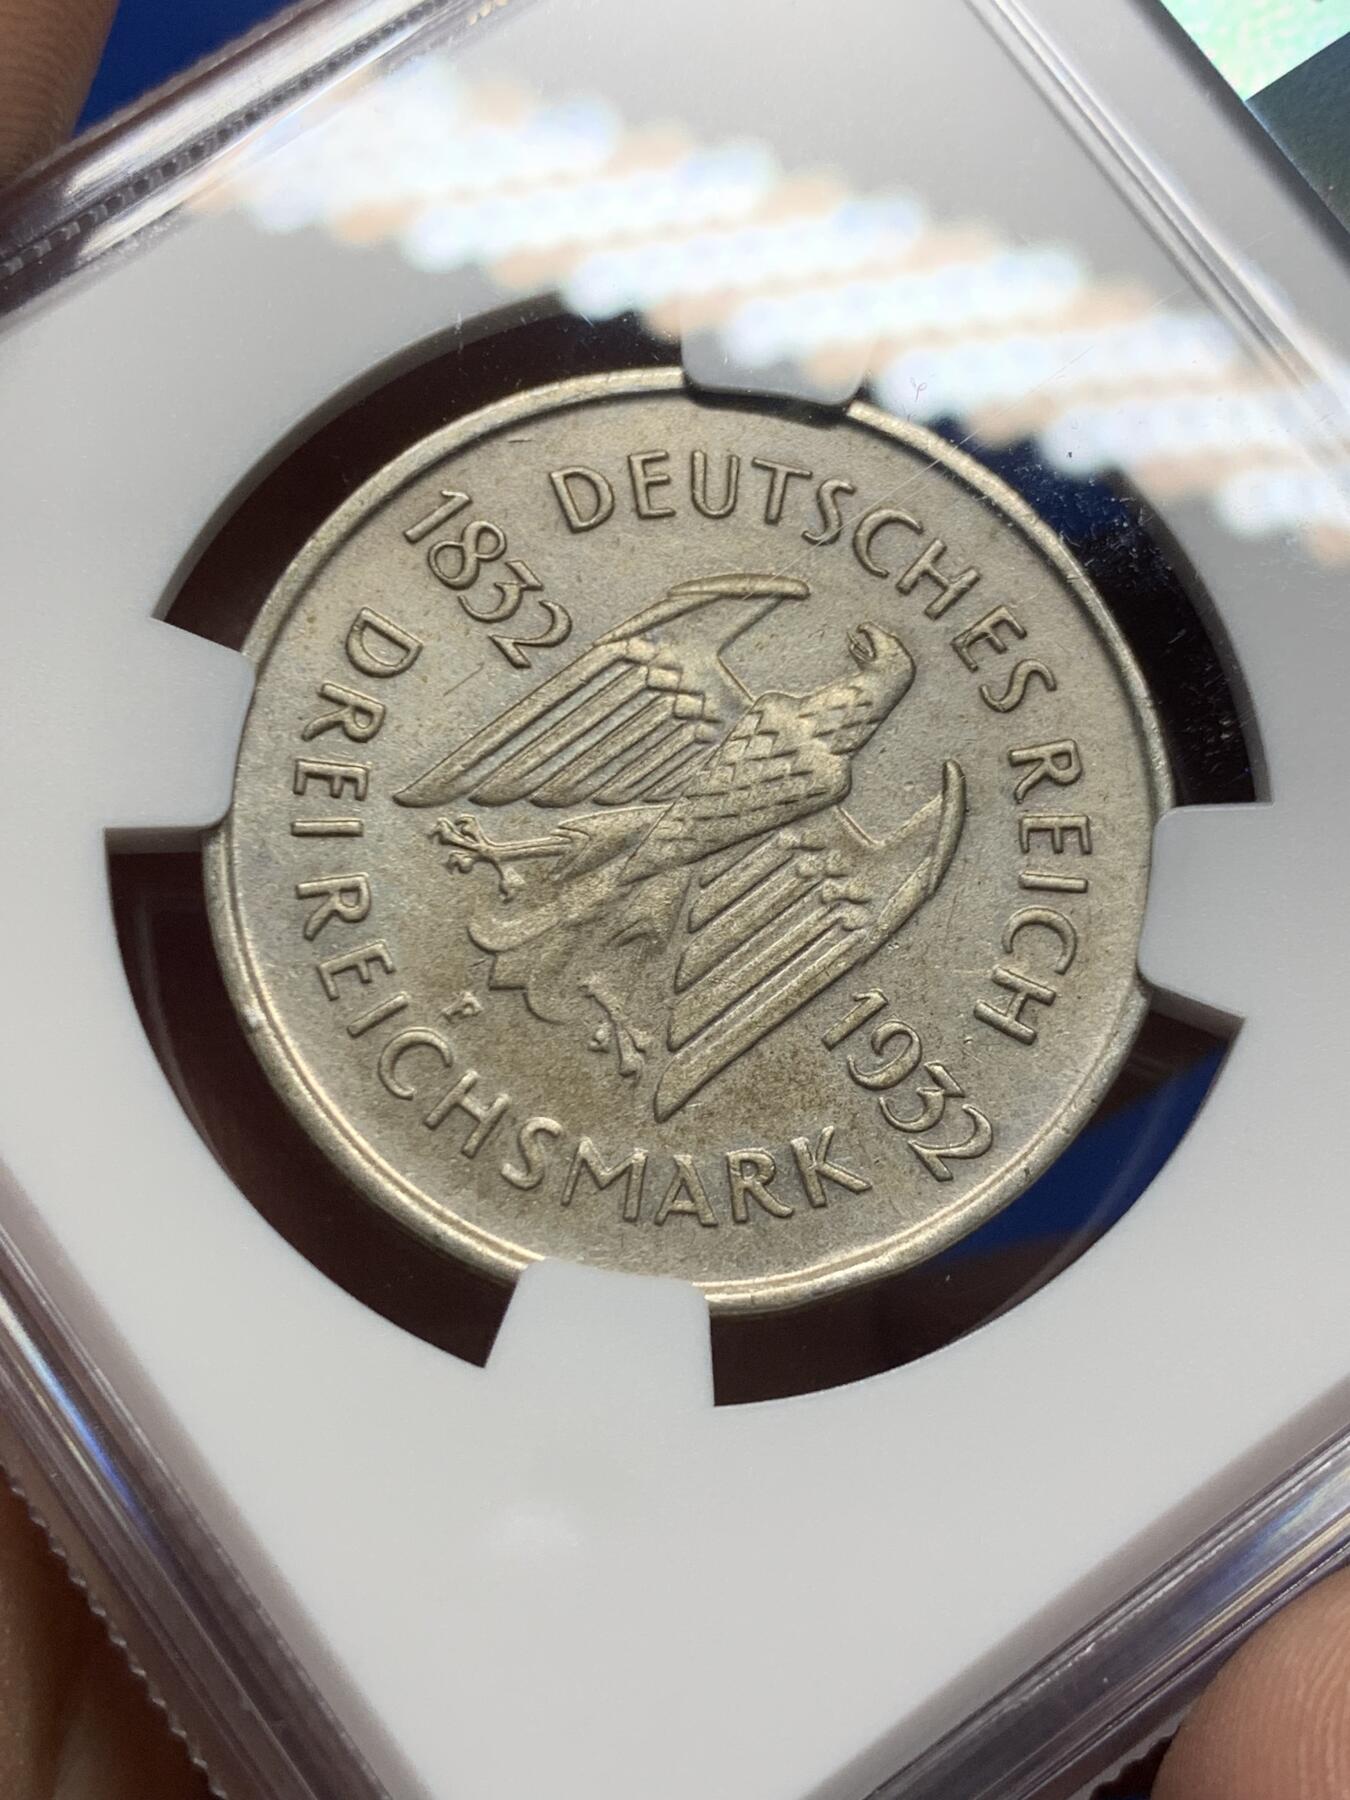 DEUTSCHES REICH
1832
1932
DREI REICHSMARK
F